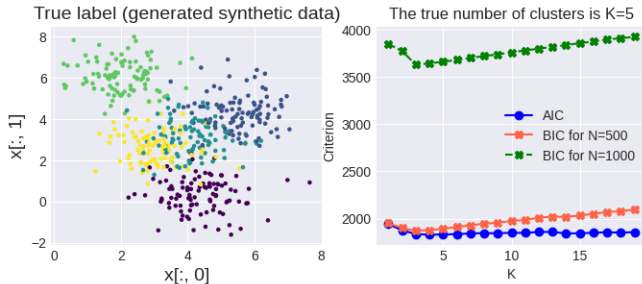 True label (generated synthetic data)
8
6
4
2
0
−2
x[:, 1]
0
2
4
6
8
x[:, 0]
The true number of clusters is K=5
4000
3500
3000
2500
2000
Criterion
AIC
BIC for N=500
BIC for N=1000
5
10
15
K